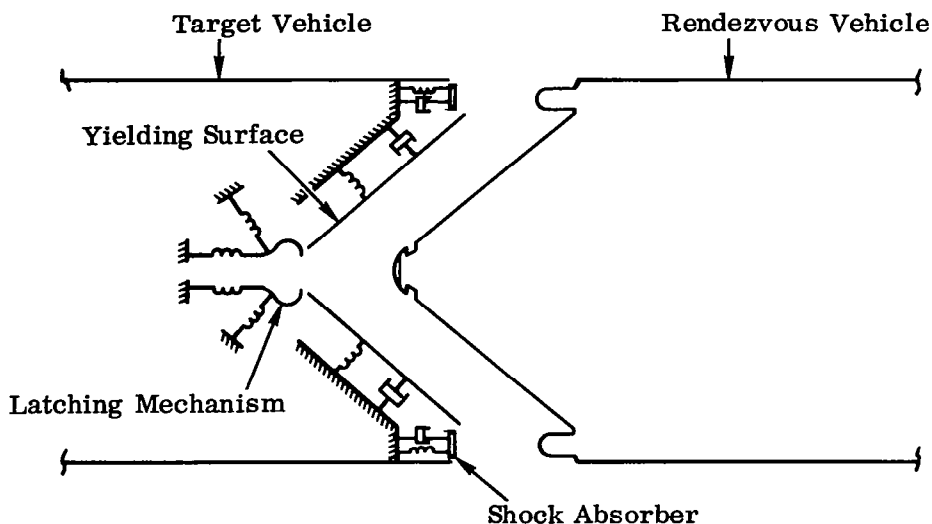 Target Vehicle
Rendezvous Vehicle
Yielding Surface
Latching Mechanism
Shock Absorber